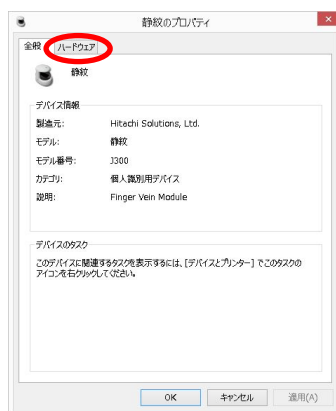 静紋のプロパティ
全般
ハードウェア
静紋
デバイス情報
製造元: Hitachi Solutions, Ltd.
モデル: 静紋
モデル番号: J300
カテゴリ: 個人識別用デバイス
説明: Finger Vein Module
デバイスのタスク
このデバイスに関連するタスクを表示するには、[デバイスとプリンター] でこのタスクの
アイコンを右クリックしてください。
OK キャンセル 適用(A)